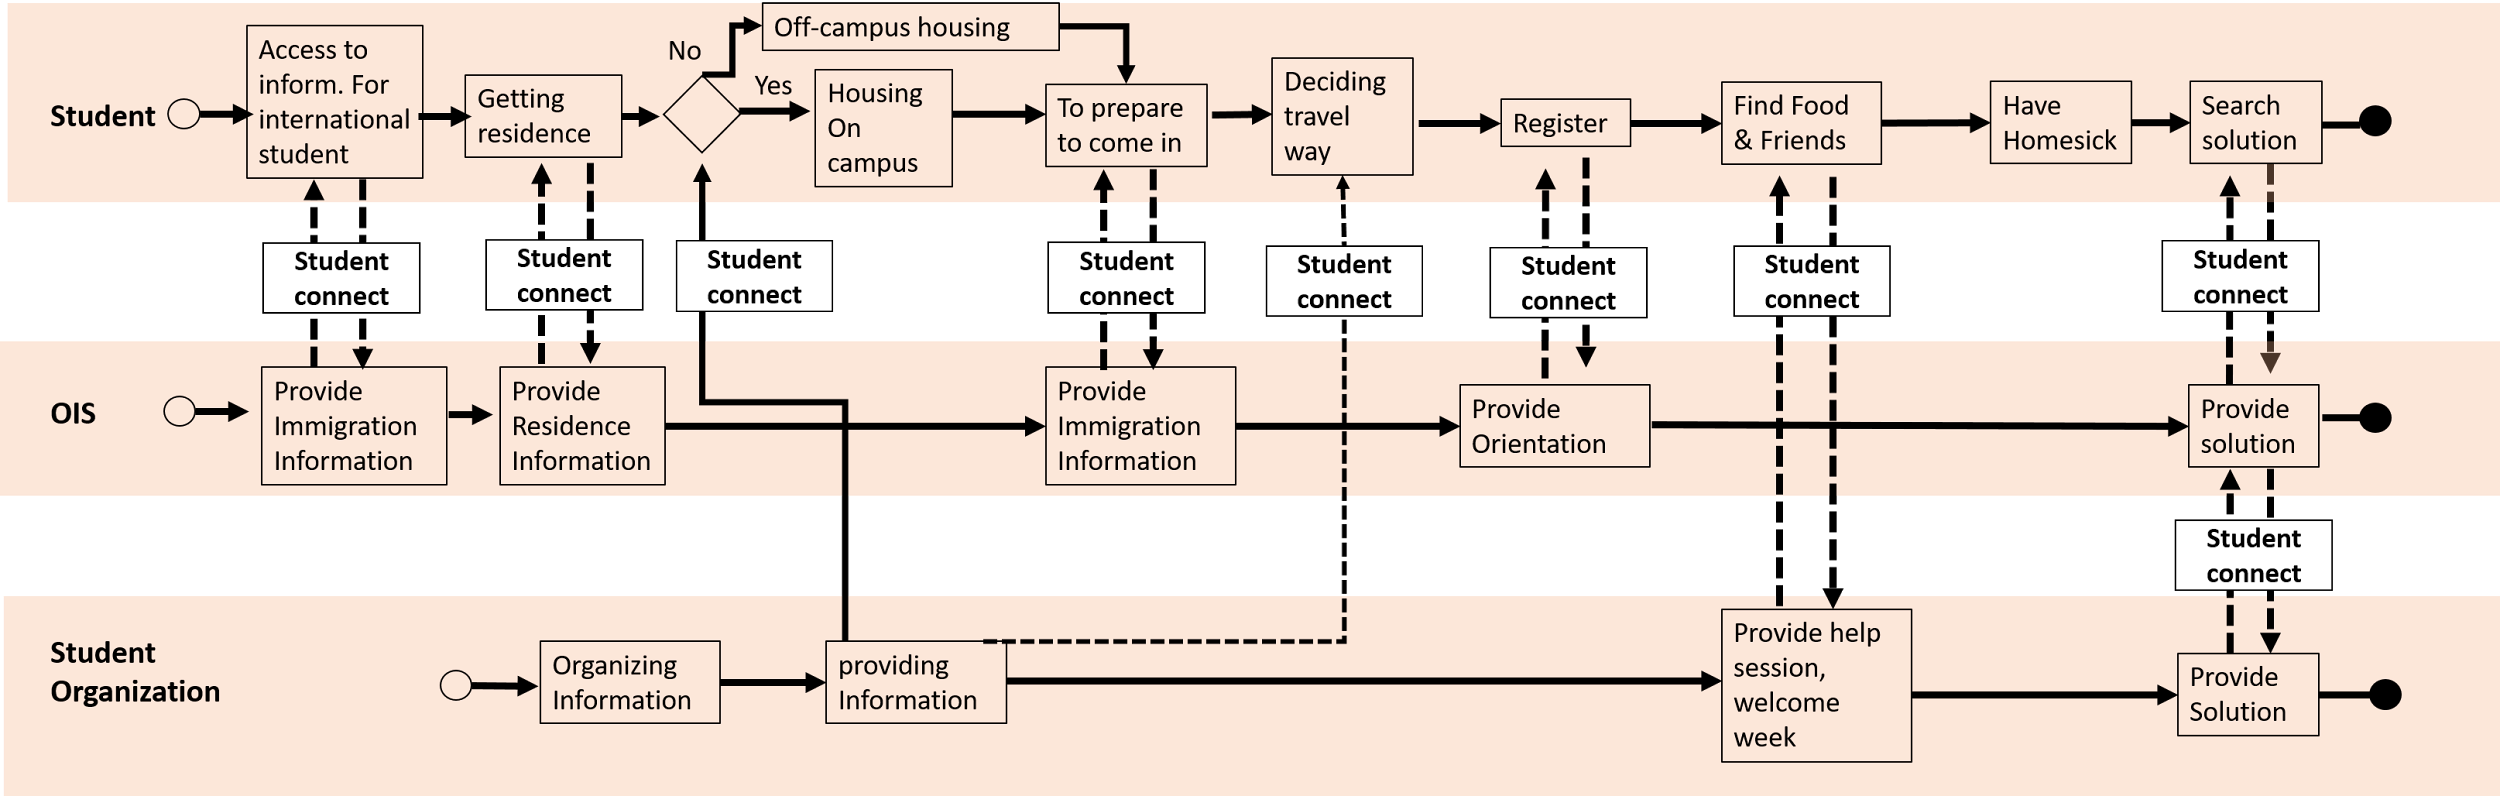 Student
Access to
inform. For
international
student
Getting
residence
No
Yes
Off-campus housing
Housing
On
campus
To prepare
to come in
Deciding
travel
way
Register
Find Food
& Friends
Have
Homesick
Search
solution
Student
connect
Student
connect
Student
connect
Student
connect
Student
connect
Student
connect
Student
connect
Student
connect
OIS
Provide
Immigration
Information
Provide
Residence
Information
Provide
Immigration
Information
Provide
Orientation
Provide
solution
Student
connect
Student
Organization
Organizing
Information
providing
Information
Provide help
session,
welcome
week
Provide
Solution